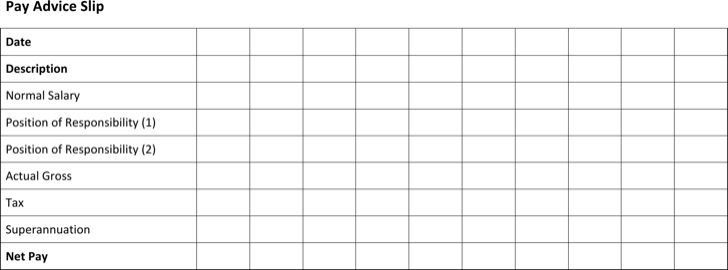 Pay Advice Slip
Date
Description
Normal Salary
Position of Responsibility (1)
Position of Responsibility (2)
Actual Gross
Tax
Superannuation
Net Pay